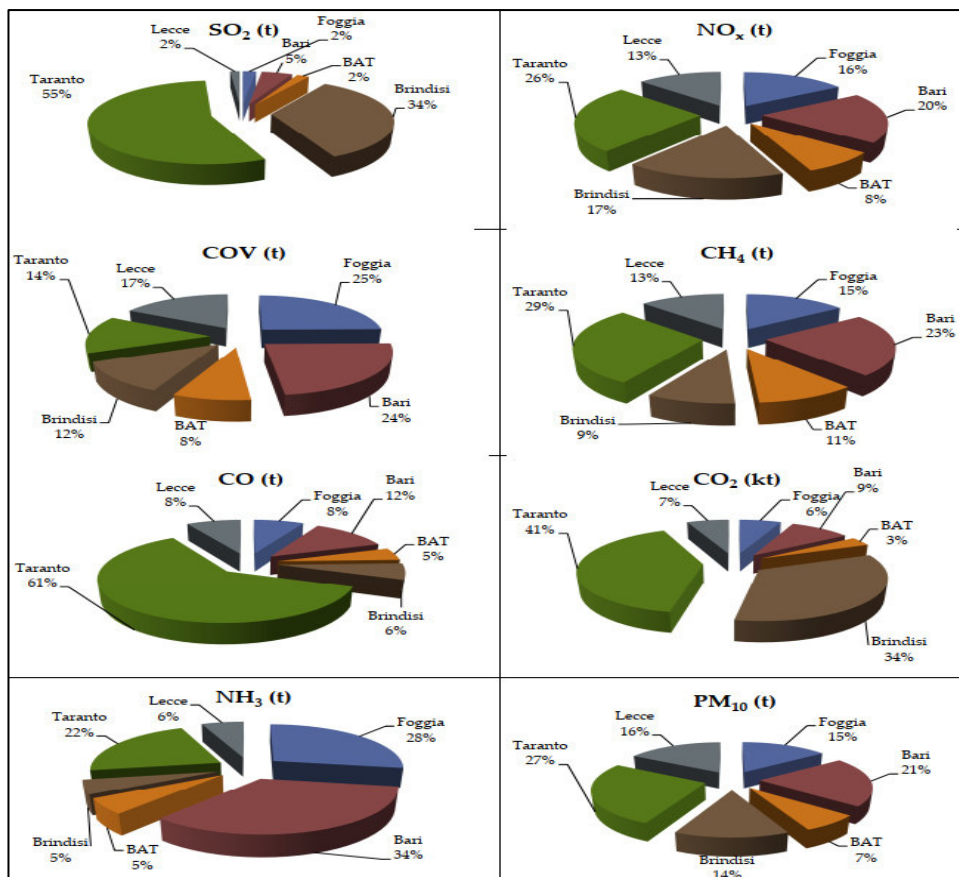 SO2 (t)
Lecce
2%
Foggia
2%
Bari
5%
BAT
2%
Brindisi
34%
Taranto
55%
NOx (t)
Lecce
13%
Foggia
16%
Bari
20%
BAT
8%
Brindisi
17%
Taranto
26%
COV (t)
Lecce
17%
Foggia
25%
Bari
24%
BAT
8%
Brindisi
12%
Taranto
14%
CH4 (t)
Lecce
13%
Foggia
15%
Bari
23%
BAT
11%
Brindisi
9%
Taranto
29%
CO (t)
Lecce
8%
Foggia
8%
Bari
12%
BAT
5%
Brindisi
6%
Taranto
61%
CO2 (kt)
Lecce
7%
Foggia
6%
Bari
9%
BAT
3%
Brindisi
34%
Taranto
41%
NH3 (t)
Lecce
6%
Foggia
28%
Bari
34%
BAT
5%
Brindisi
5%
Taranto
22%
PM10 (t)
Lecce
16%
Foggia
15%
Bari
21%
BAT
7%
Brindisi
14%
Taranto
27%